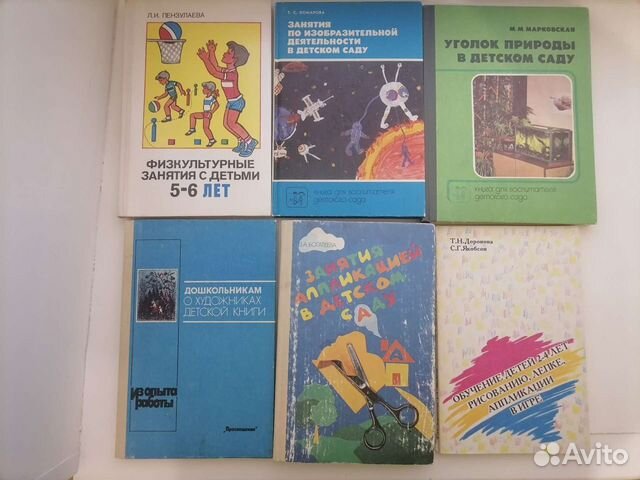 Л.И. ПЕНЗУЛАЕВА
ФИЗКУЛЬТУРНЫЕ
ЗАНЯТИЯ С ДЕТЬМИ
5-6 ЛЕТ
Т. С. КОМАРОВА
ЗАНЯТИЯ
ПО ИЗОБРАЗИТЕЛЬНОЙ
ДЕЯТЕЛЬНОСТИ
В ДЕТСКОМ САДУ
книга для воспитателя
детского сада
М.М. МАРКОВСКАЯ
УГОЛОК ПРИРОДЫ
В ДЕТСКОМ САДУ
книга для воспитателя
детского сада
ДОШКОЛЬНИКАМ
О ХУДОЖНИКАХ
ДЕТСКОЙ КНИГИ
Из опыта
работы
"Просвещение"
З.А. БОГАТЕЕВА
ЗАНЯТИЯ
АППЛИКАЦИЕЙ
В ДЕТСКОМ
САДУ
Т.Н. Доронова
С.Г. Якобсон
ОБУЧЕНИЕ ДЕТЕЙ 2-4 ЛЕТ
РИСОВАНИЮ, ЛЕПКЕ,
АППЛИКАЦИИ
В ИГРЕ
Avito